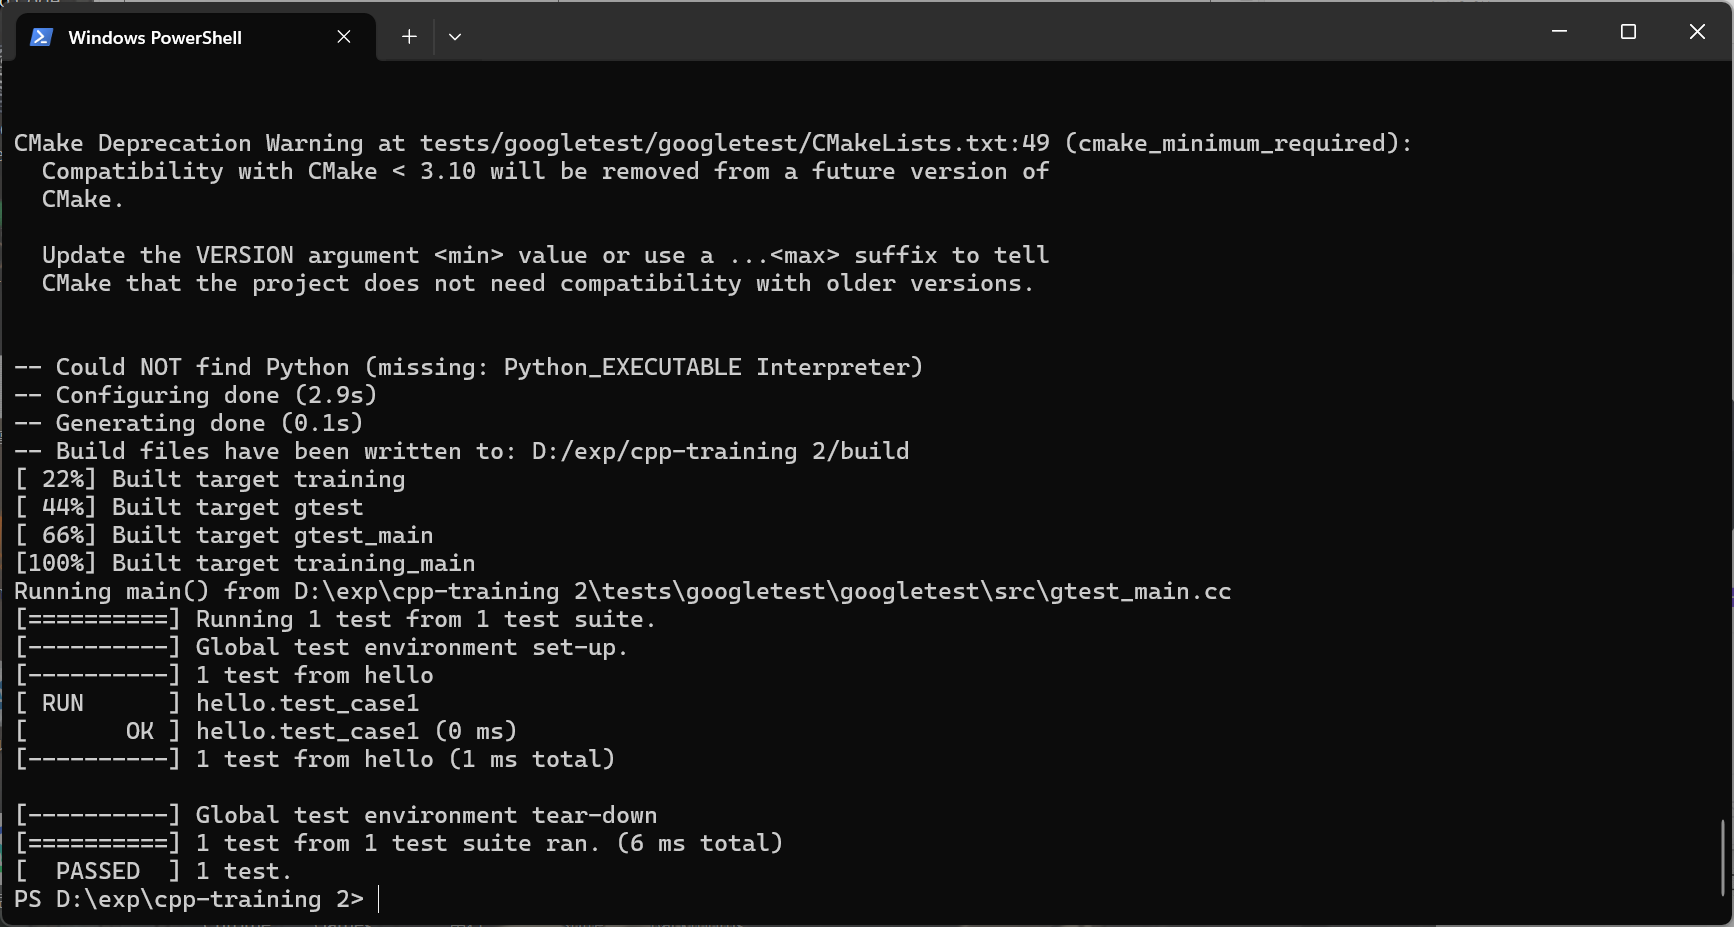 Windows PowerShell
CMake Deprecation Warning at tests/googletest/googletest/CMakeLists.txt:49 (cmake_minimum_required):
  Compatibility with CMake < 3.10 will be removed from a future version of
  CMake.

  Update the VERSION argument <min> value or use a ...<max> suffix to tell
  CMake that the project does not need compatibility with older versions.


-- Could NOT find Python (missing: Python_EXECUTABLE Interpreter)
-- Configuring done (2.9s)
-- Generating done (0.1s)
-- Build files have been written to: D:/exp/cpp-training 2/build
[ 22%] Built target training
[ 44%] Built target gtest
[ 66%] Built target gtest_main
[100%] Built target training_main
Running main() from D:\exp\cpp-training 2\tests\googletest\googletest\src\gtest_main.cc
[==========] Running 1 test from 1 test suite.
[----------] Global test environment set-up.
[----------] 1 test from hello
[ RUN      ] hello.test_case1
[       OK ] hello.test_case1 (0 ms)
[----------] 1 test from hello (1 ms total)

[----------] Global test environment tear-down
[==========] 1 test from 1 test suite ran. (6 ms total)
[  PASSED  ] 1 test.
PS D:\exp\cpp-training 2>